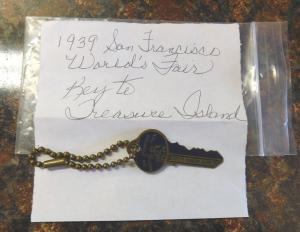 1939 San Francisco
World's Fair
Key to
Treasure Island